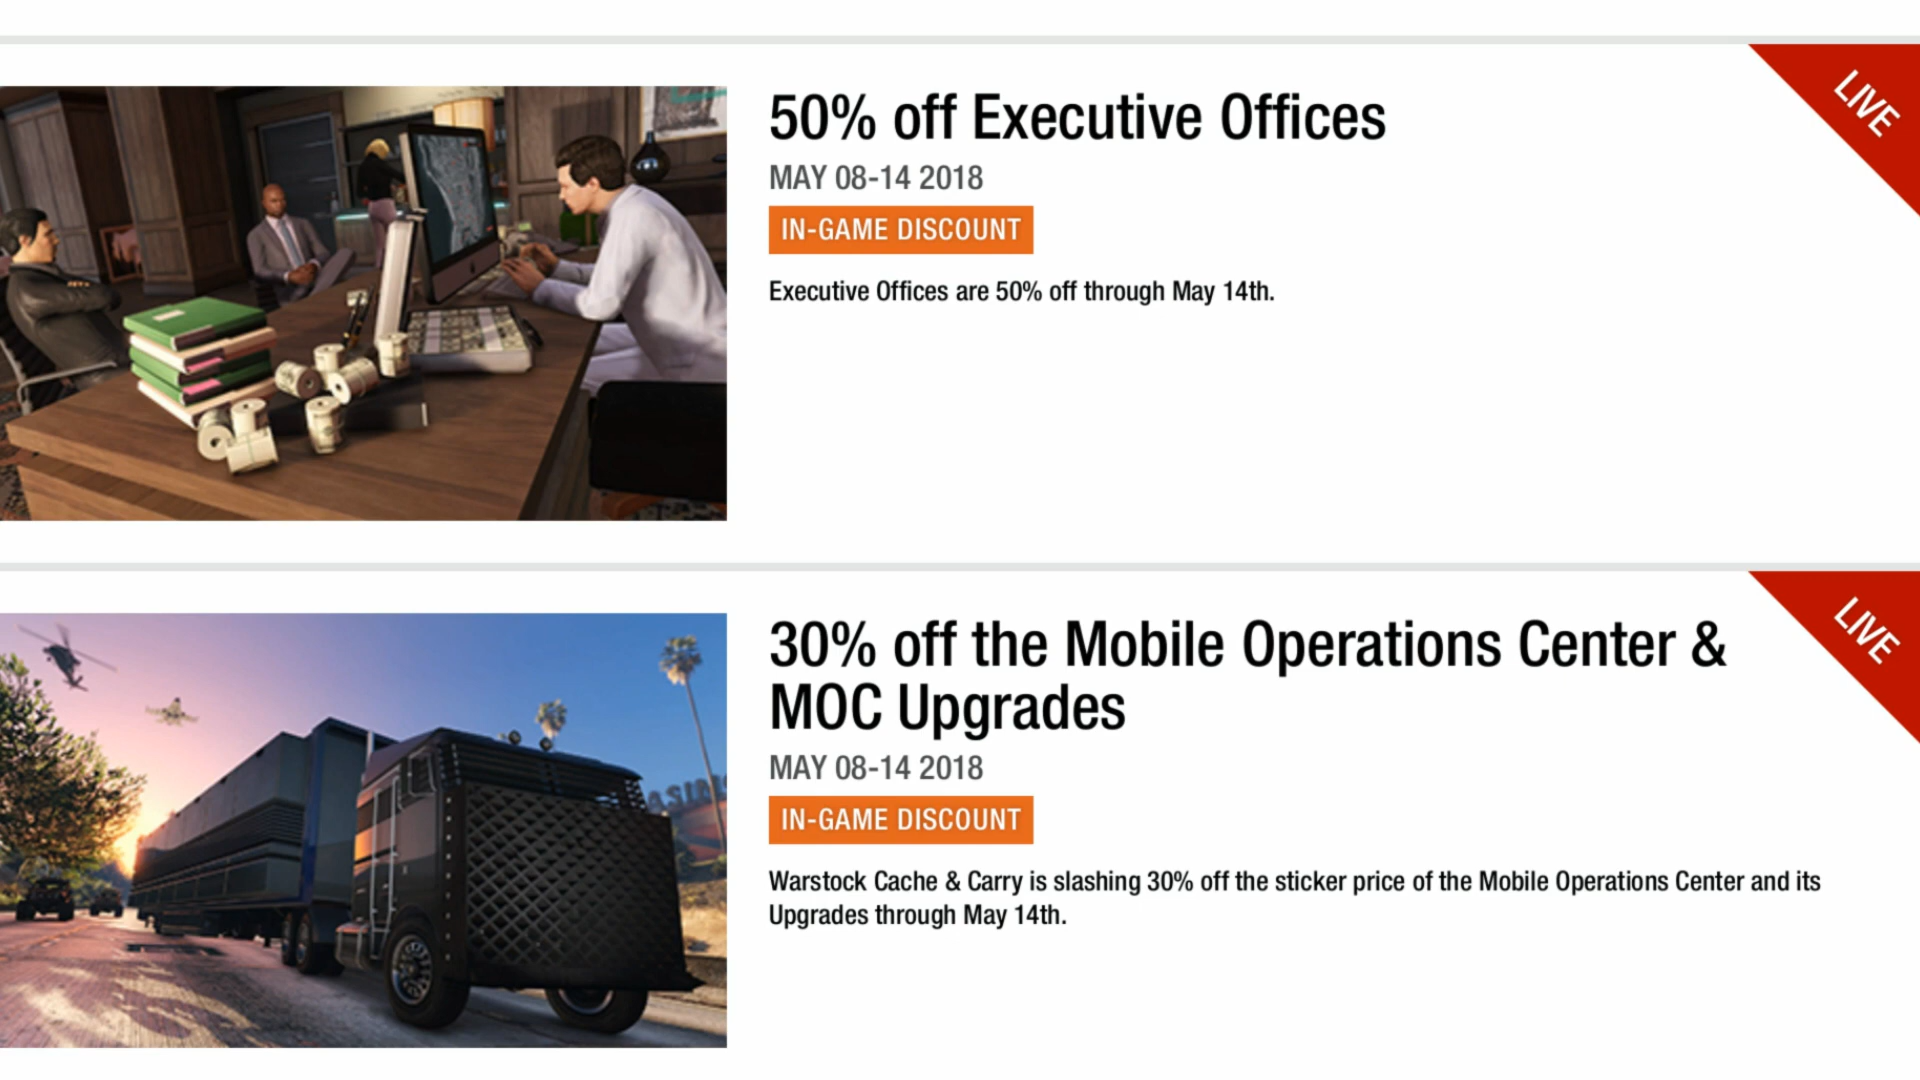 50% off Executive Offices
LIVE
MAY 08-14 2018
IN-GAME DISCOUNT
Executive Offices are 50% off through May 14th.
30% off the Mobile Operations Center &
MOC Upgrades
LIVE
MAY 08-14 2018
IN-GAME DISCOUNT
Warstock Cache & Carry is slashing 30% off the sticker price of the Mobile Operations Center and its
Upgrades through May 14th.